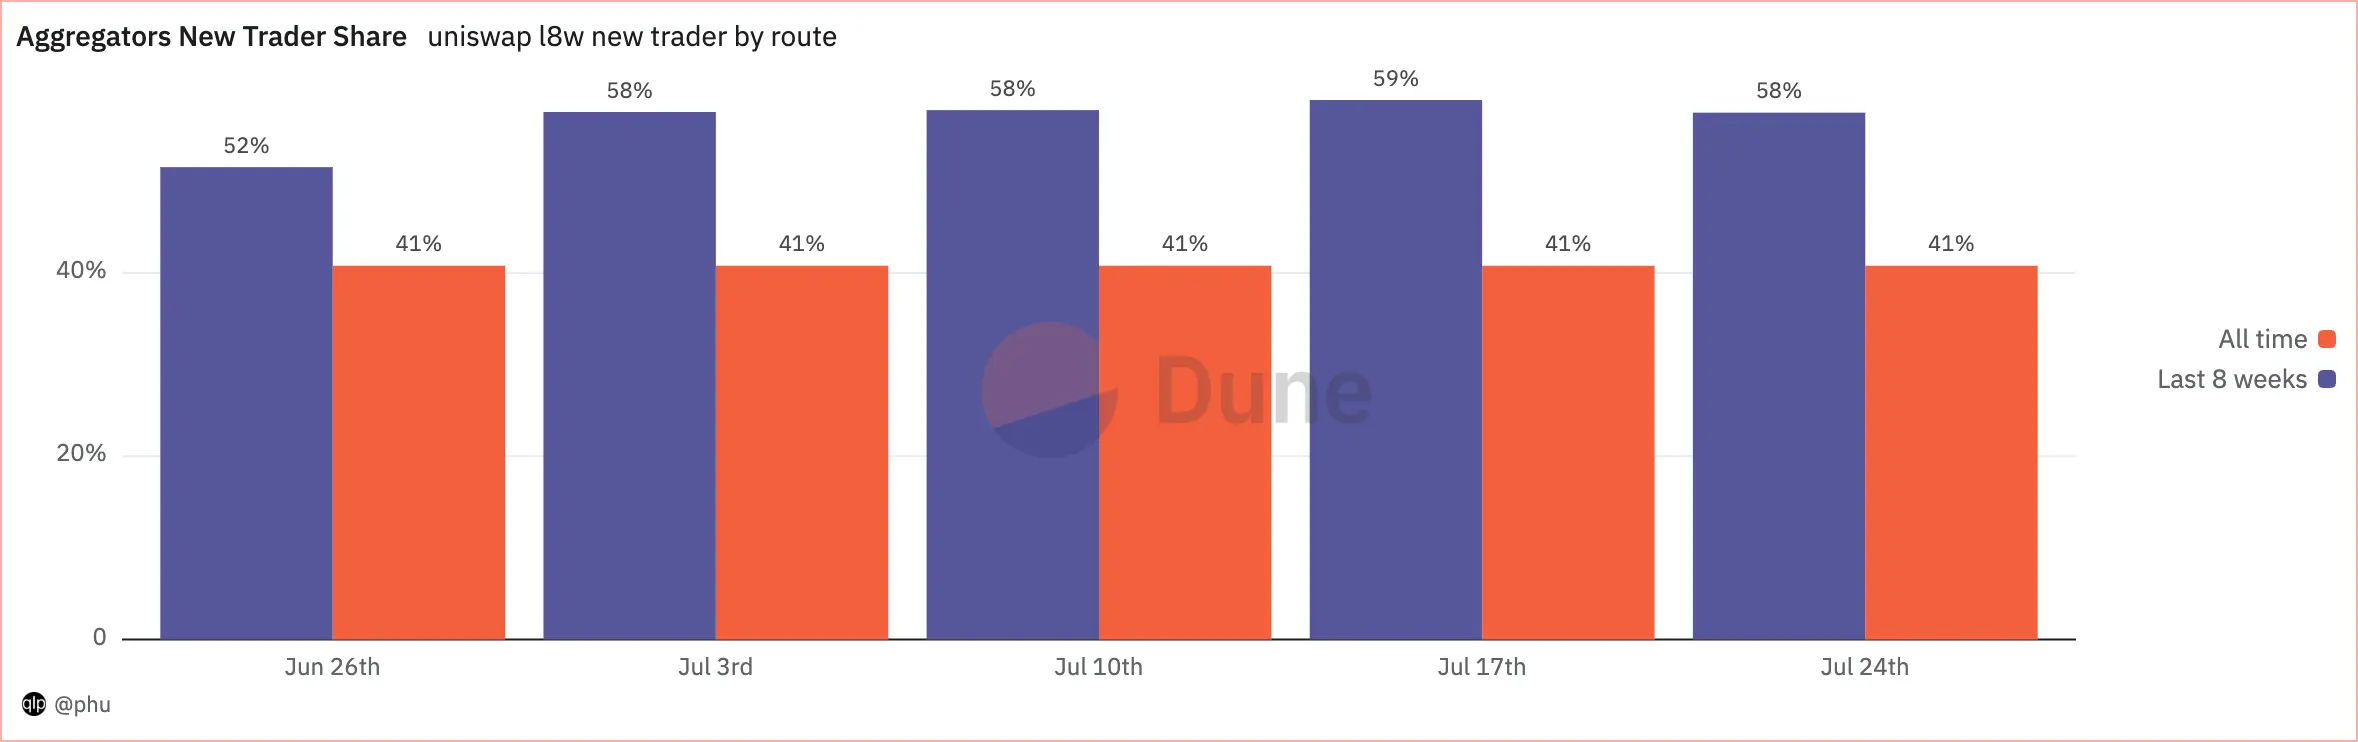 Aggregators New Trader Share uniswap l8w new trader by route
52%
41%
58%
41%
58%
41%
59%
41%
58%
41%
40%
20%
0
Jun 26th
Jul 3rd
Jul 10th
Jul 17th
Jul 24th
All time
Last 8 weeks
Dune
qlp @phu